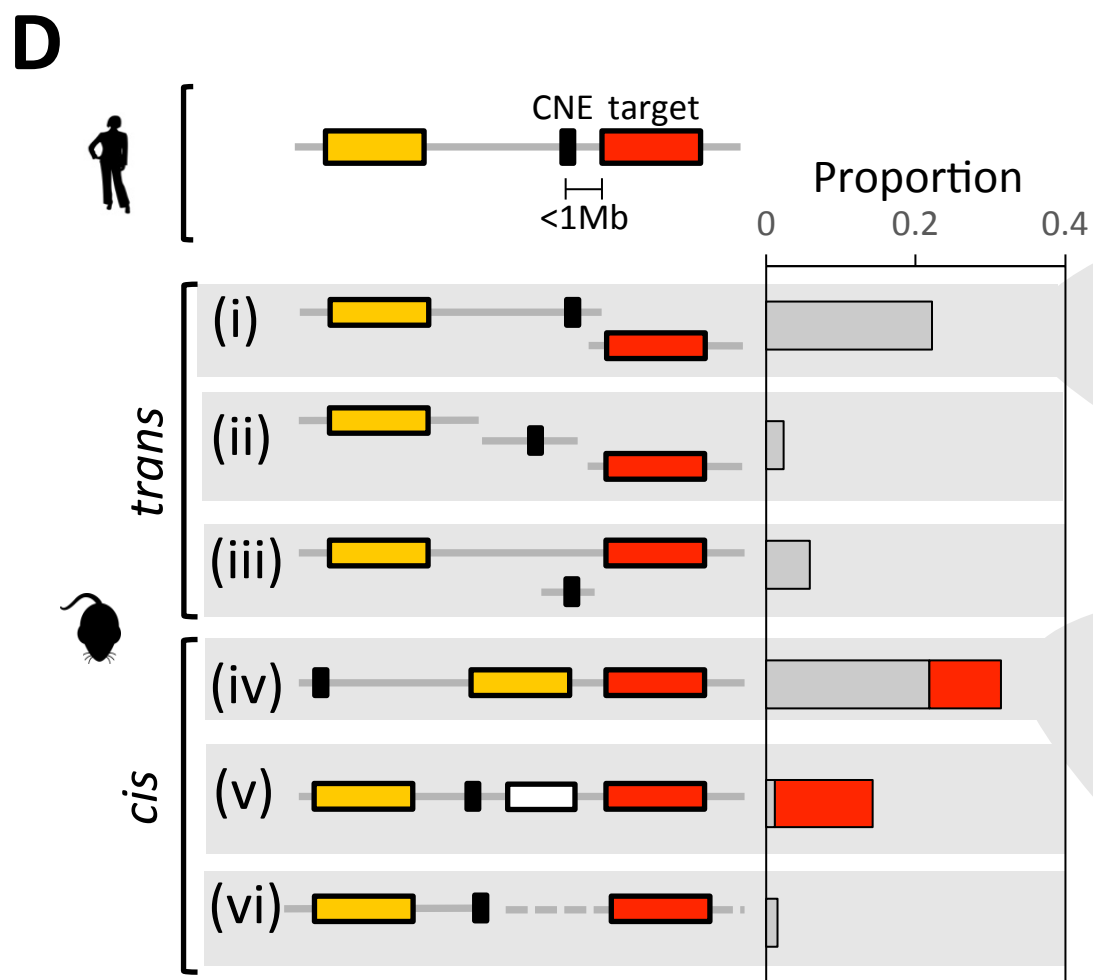 D
CNE target
<1Mb
Proportion
0 0.2 0.4
trans
(i)
(ii)
(iii)
cis
(iv)
(v)
(vi)